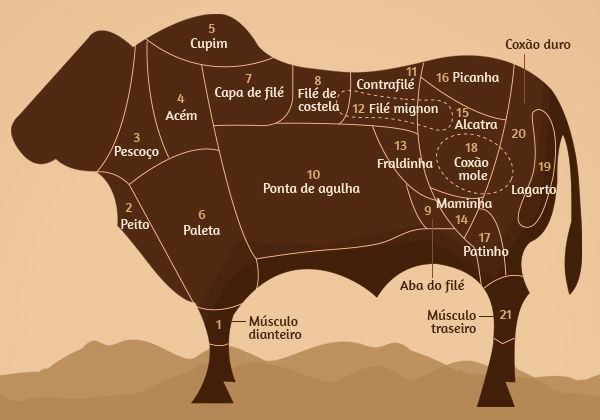 5
Cupim
Coxão duro
7
Capa de filé
8
Filé de
costela
11
Contrafilé
16 Picanha
4
Acém
12 Filé mignon
15
Alcatra
3
Pescoço
13
Fraldinha
18
Coxão
mole
20
19
Lagarto
10
Ponta de agulha
2
Peito
6
Paleta
9
Maminha
14
17
Patinho
Aba do filé
1
Músculo
dianteiro
Músculo
traseiro
21